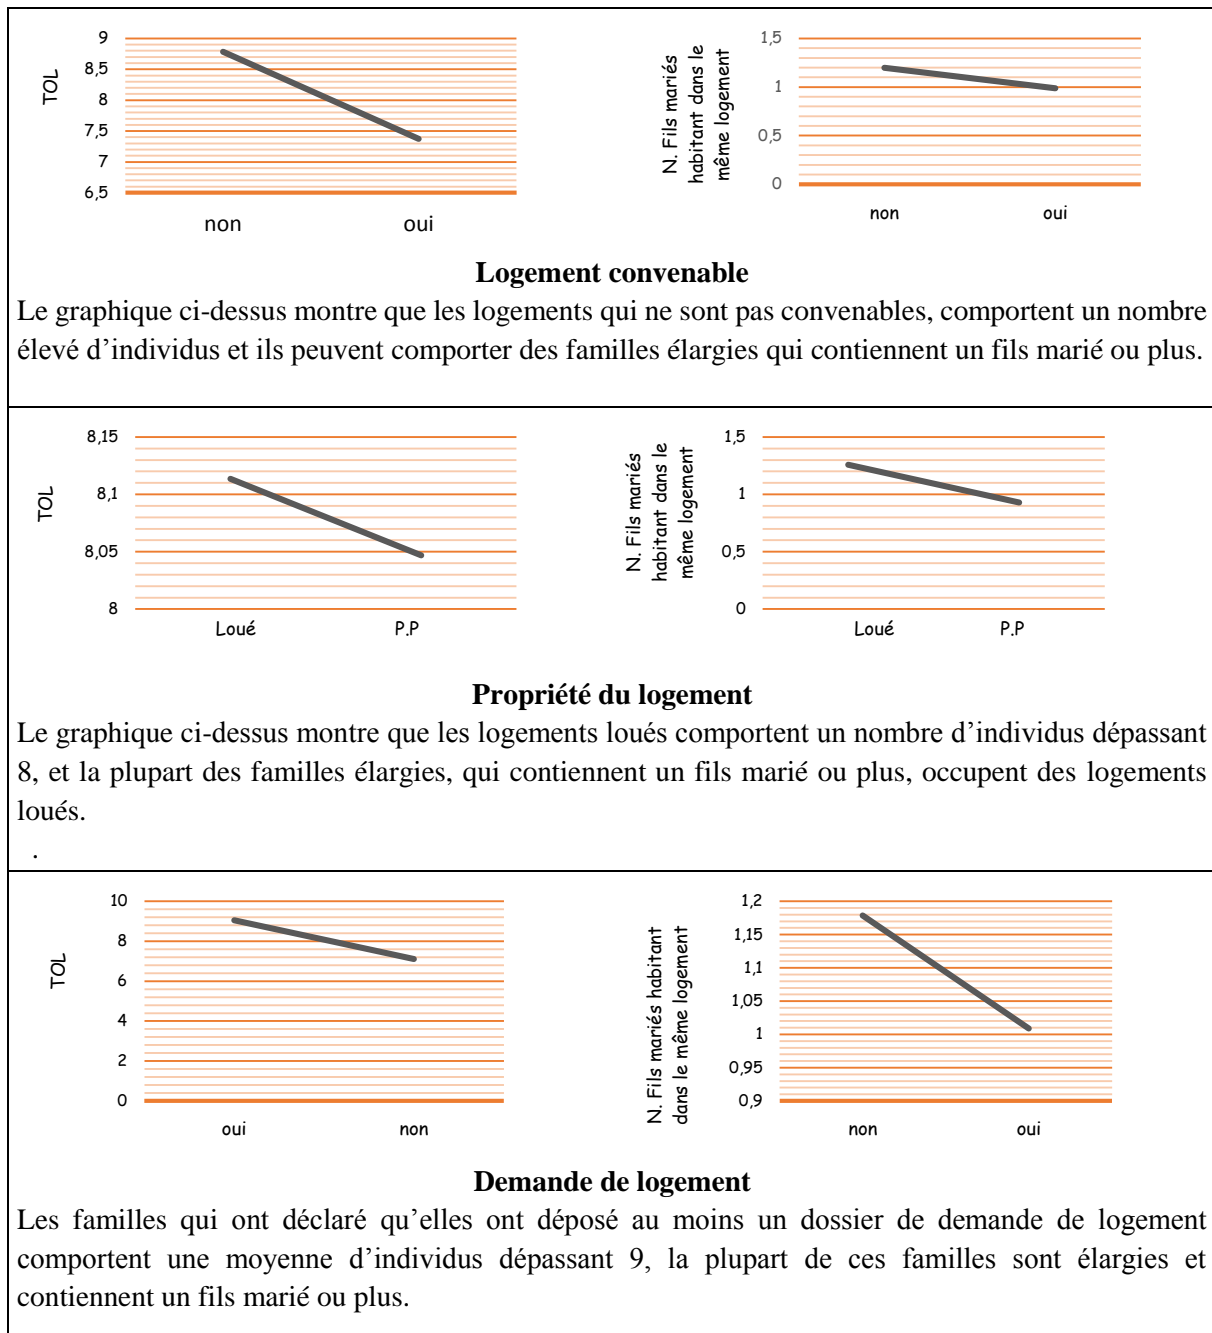 9
8,5
8
7,5
7
6,5
TOL
non
oui
1,5
1
0,5
0
N. Fils mariés
habitant dans le
même logement
non
oui
Logement convenable
Le graphique ci-dessus montre que les logements qui ne sont pas convenables, comportent un nombre
élevé d’individus et ils peuvent comporter des familles élargies qui contiennent un fils marié ou plus.
8,15
8,1
8,05
8
TOL
Loué
P.P
1,5
1
0,5
0
N. Fils mariés
habitant dans le
même logement
Loué
P.P
Propriété du logement
Le graphique ci-dessus montre que les logements loués comportent un nombre d’individus dépassant
8, et la plupart des familles élargies, qui contiennent un fils marié ou plus, occupent des logements
loués.
.
10
8
6
4
2
0
TOL
oui
non
1,2
1,15
1,1
1,05
1
0,95
0,9
N. Fils mariés habitant
dans le même logement
non
oui
Demande de logement
Les familles qui ont déclaré qu’elles ont déposé au moins un dossier de demande de logement
comportent une moyenne d’individus dépassant 9, la plupart de ces familles sont élargies et
contiennent un fils marié ou plus.